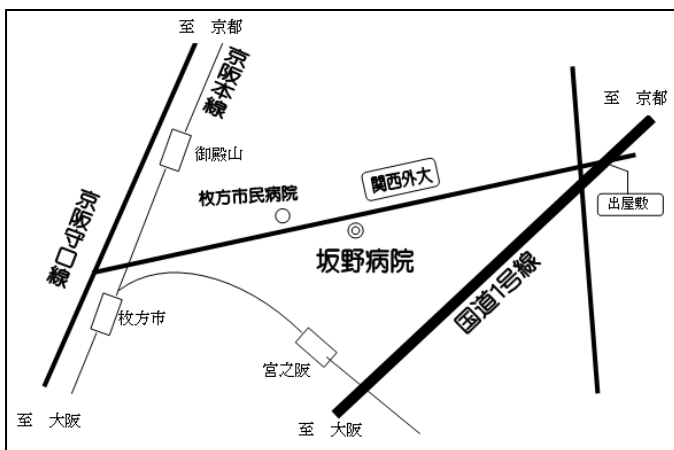 至 京都
京阪本線
至 京都
御殿山
関西外大
枚方市民病院
出屋敷
京阪守口線
坂野病院
国道1号線
枚方市
宮之阪
至 大阪
至 大阪